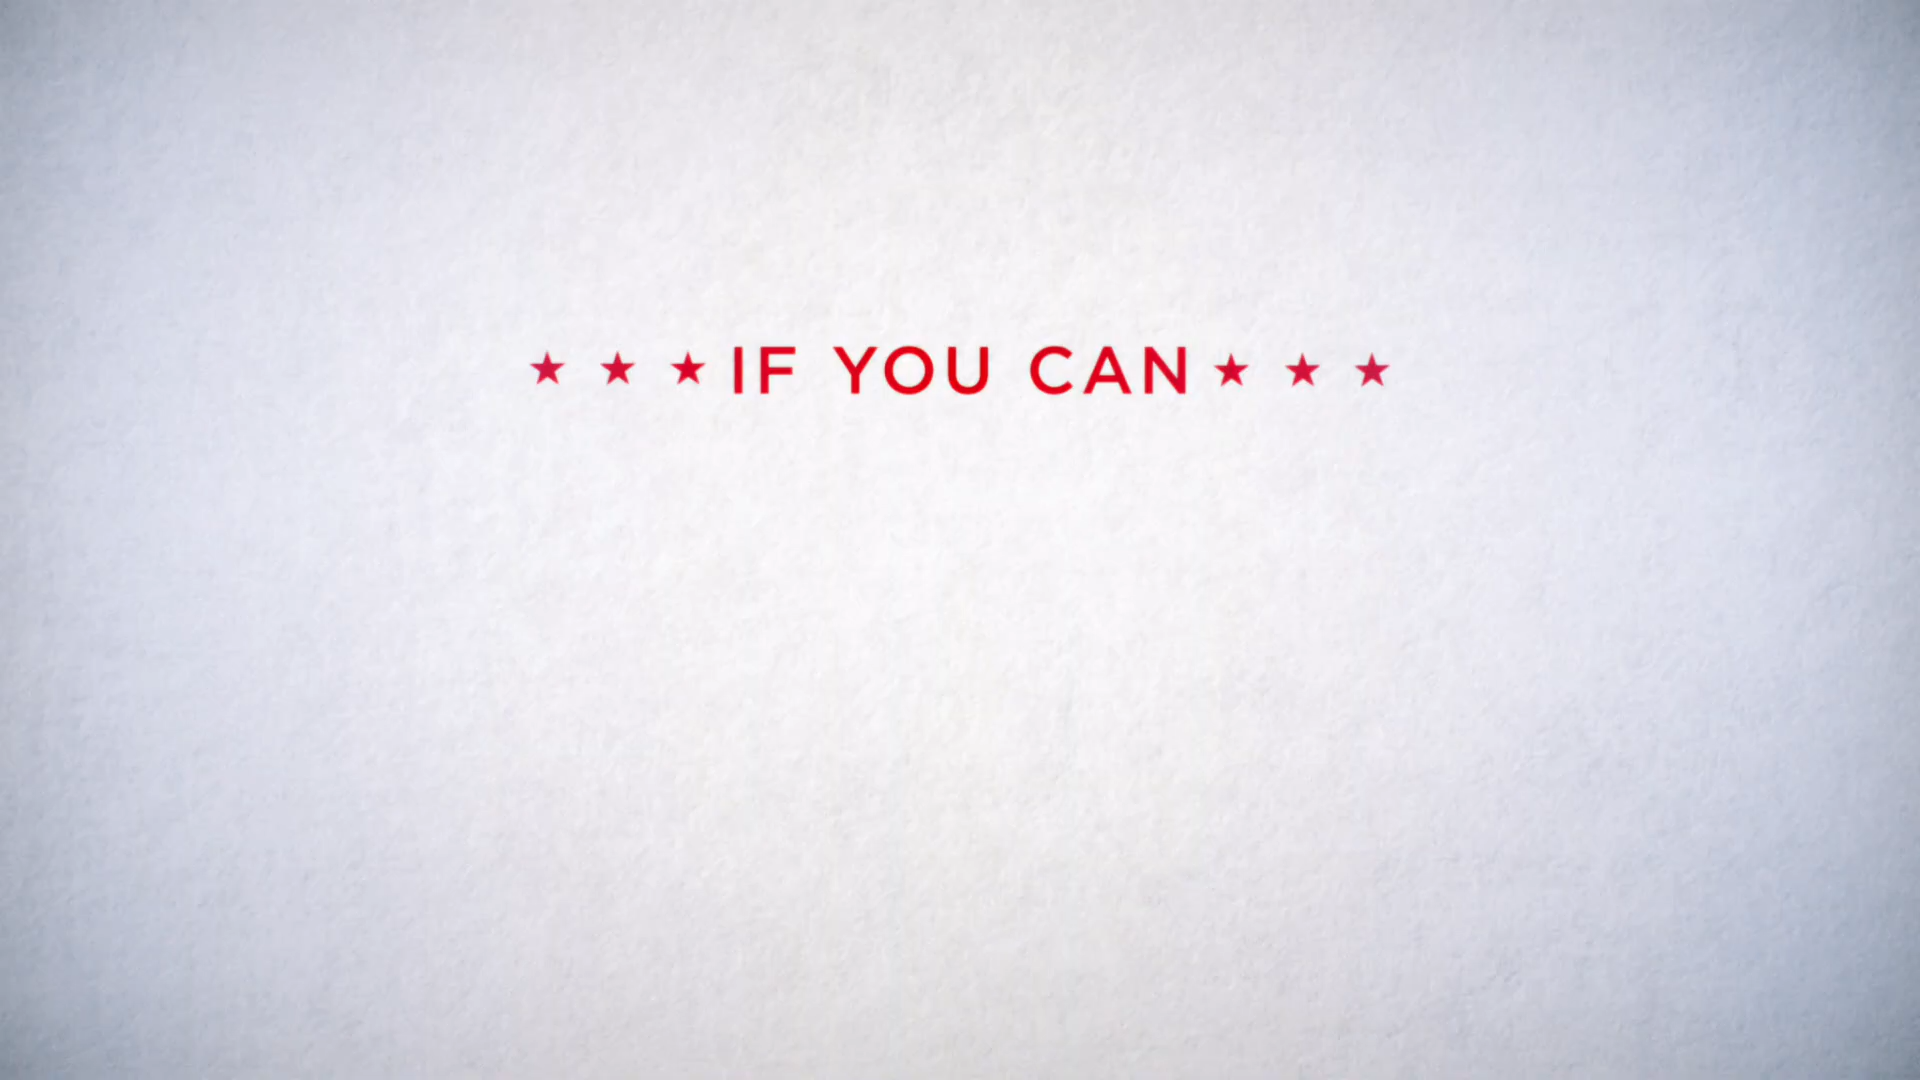 ★ ★ ★ IF YOU CAN ★ ★ ★